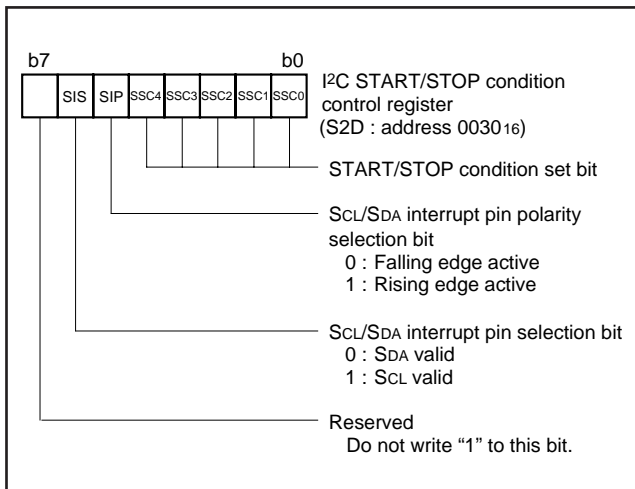 b7 b0
SIS SIP SSC4 SSC3 SSC2 SSC1 SSC0
I2C START/STOP condition
control register
(S2D : address 003016)
START/STOP condition set bit
SCL/SDA interrupt pin polarity
selection bit
0 : Falling edge active
1 : Rising edge active
SCL/SDA interrupt pin selection bit
0 : SDA valid
1 : SCL valid
Reserved
Do not write “1” to this bit.